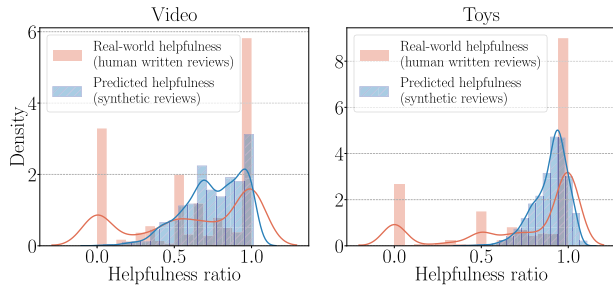 Video
Real-world helpfulness
(human written reviews)
Predicted helpfulness
(synthetic reviews)
Density
6
4
2
0
0.0 0.5 1.0
Helpfulness ratio
Toys
Real-world helpfulness
(human written reviews)
Predicted helpfulness
(synthetic reviews)
8
6
4
2
0
0.0 0.5 1.0
Helpfulness ratio